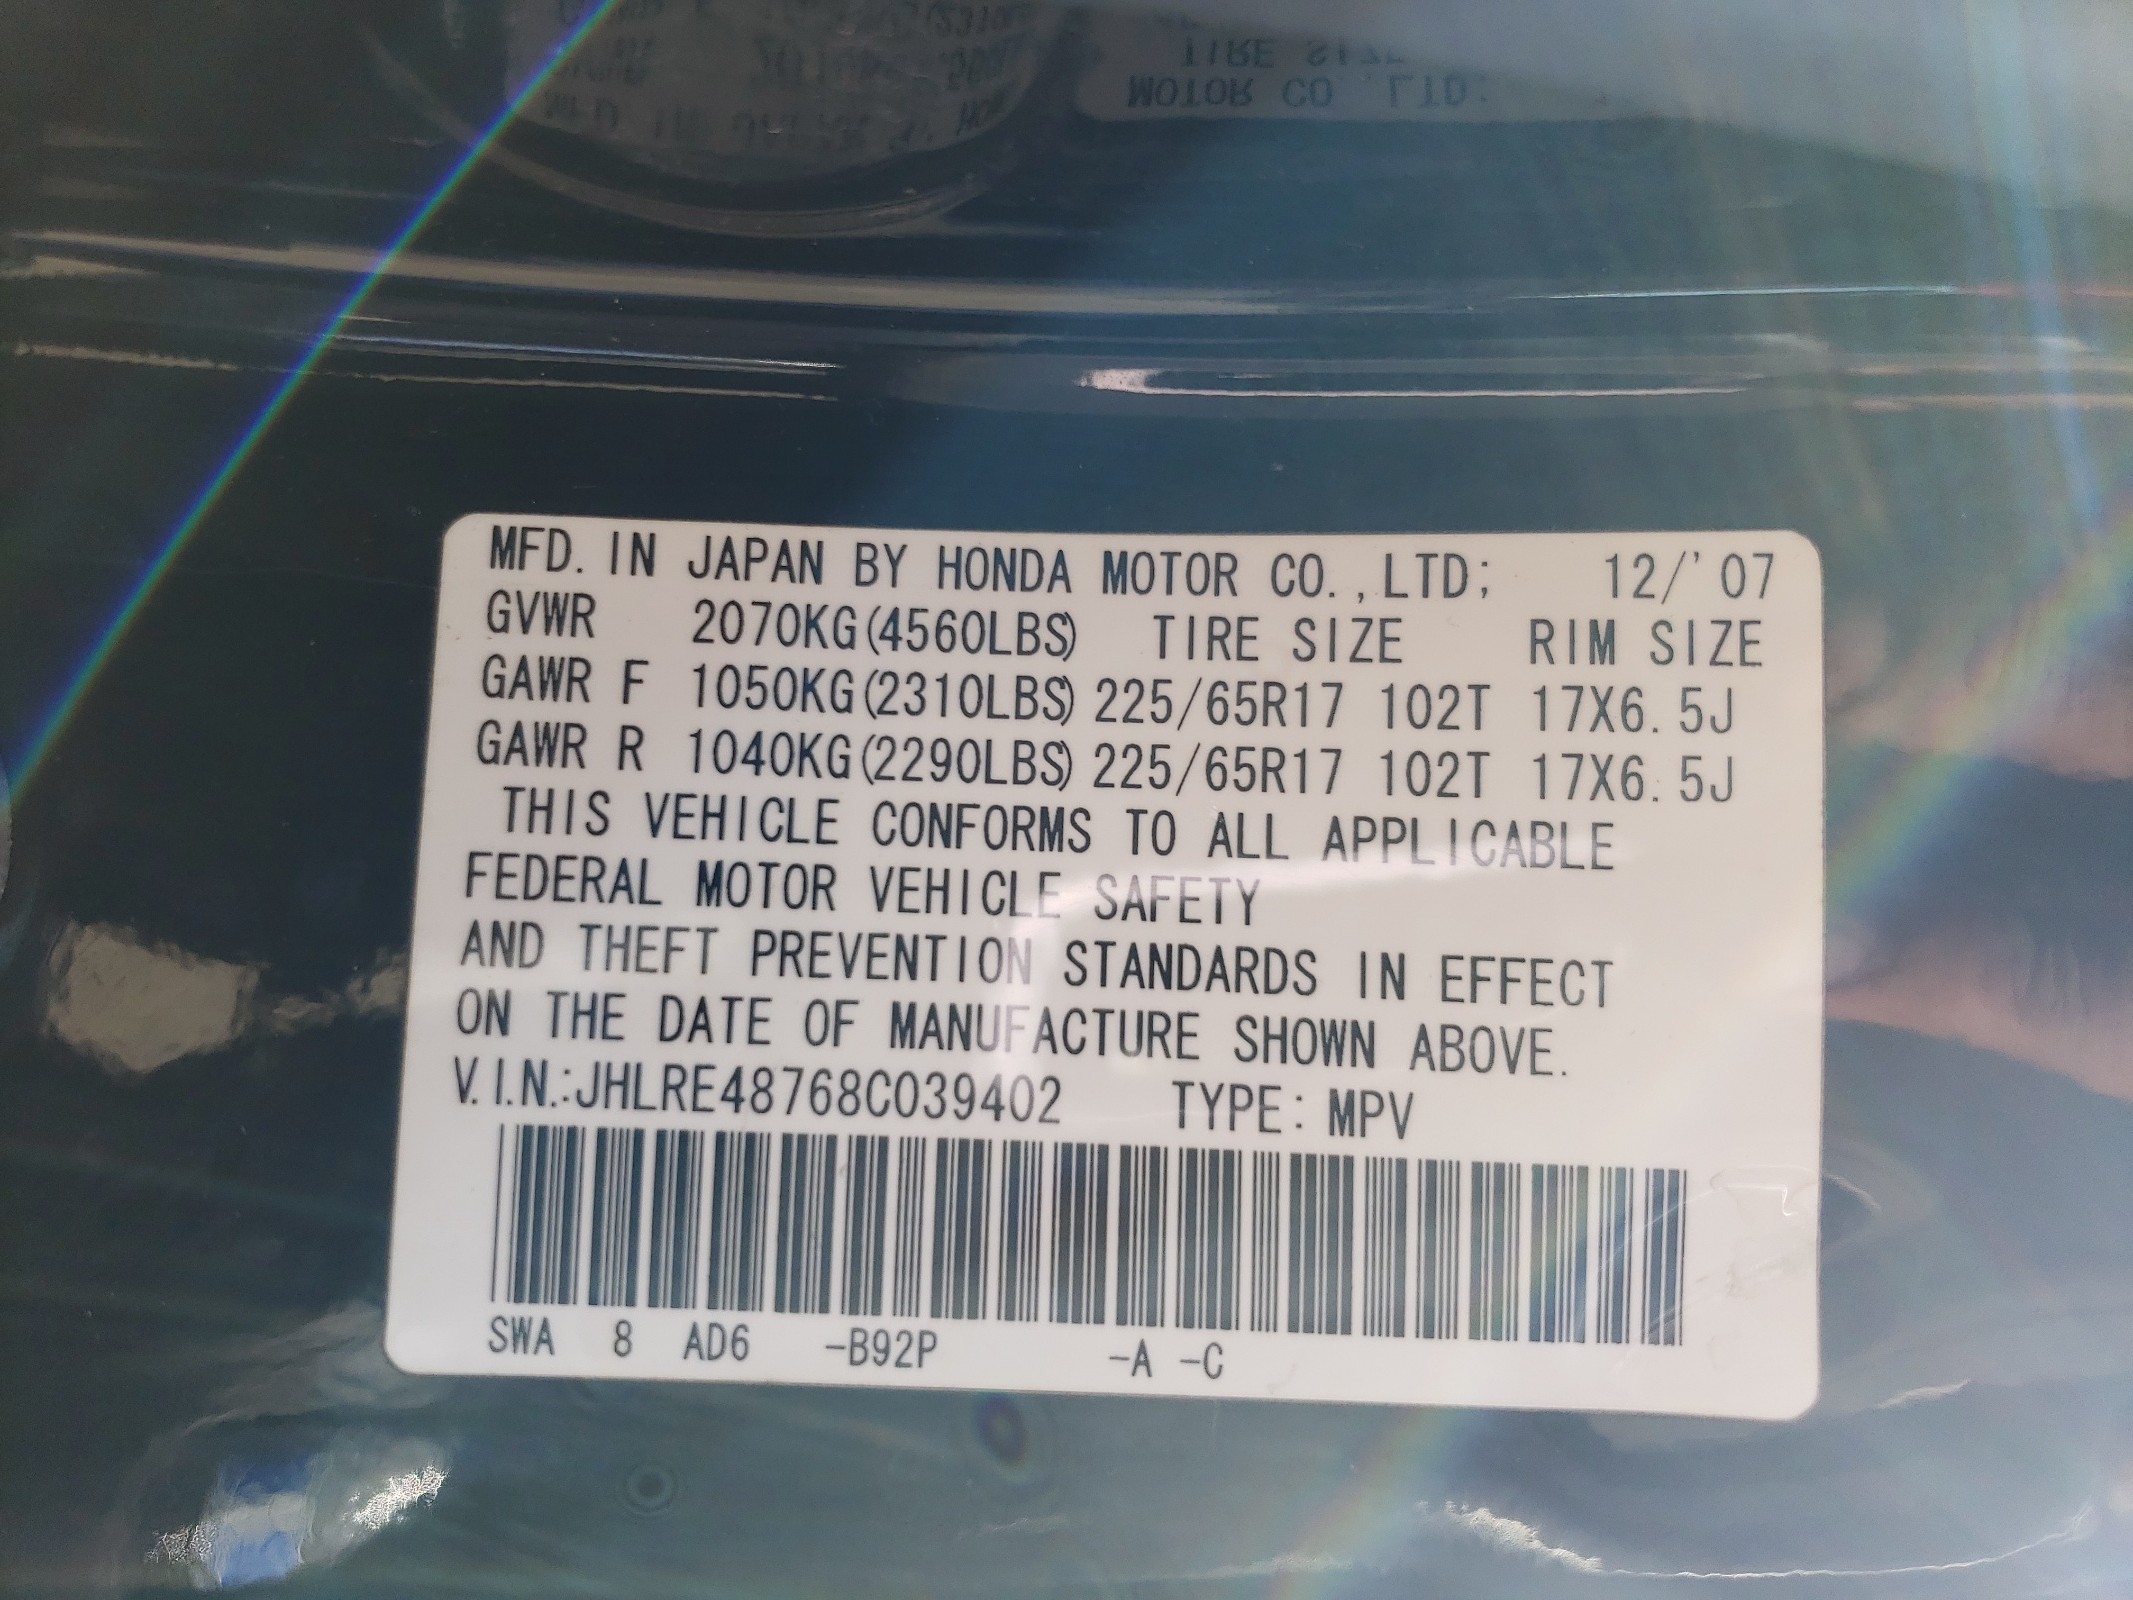 MFD. IN JAPAN BY HONDA MOTOR CO.,LTD; 12/'07
GVWR 2070KG(4560LBS) TIRE SIZE RIM SIZE
GAWR F 1050KG(2310LBS) 225/65R17 102T 17X6.5J
GAWR R 1040KG(2290LBS) 225/65R17 102T 17X6.5J
THIS VEHICLE CONFORMS TO ALL APPLICABLE
FEDERAL MOTOR VEHICLE SAFETY
AND THEFT PREVENTION STANDARDS IN EFFECT
ON THE DATE OF MANUFACTURE SHOWN ABOVE.
V.I.N.:JHLRE48768C039402 TYPE: MPV
SWA 8 AD6 -B92P -A -C